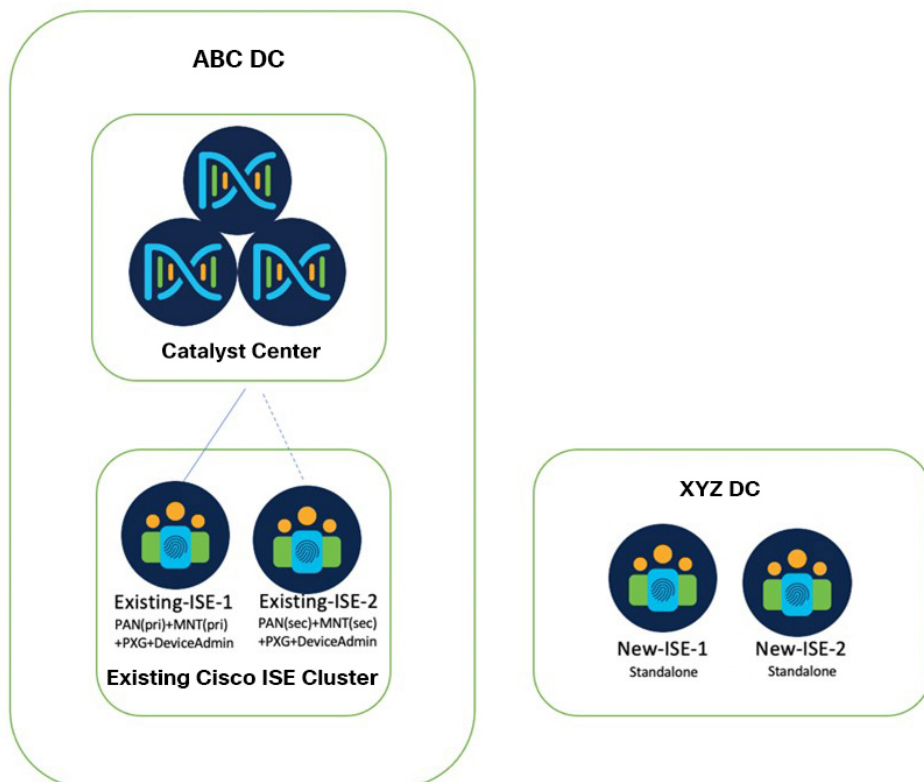 ABC DC
Catalyst Center
Existing-ISE-1
PAN(pri)+MNT(pri)
+PXG+DeviceAdmin
Existing-ISE-2
PAN(sec)+MNT(sec)
+PXG+DeviceAdmin
Existing Cisco ISE Cluster
XYZ DC
New-ISE-1
Standalone
New-ISE-2
Standalone